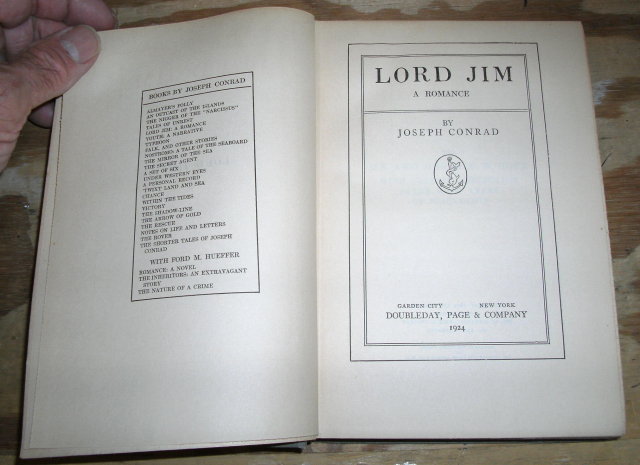 BOOKS BY JOSEPH CONRAD
ALMAYER'S FOLLY
AN OUTCAST OF THE ISLANDS
THE NIGGER OF THE "NARCISSUS"
TALES OF UNREST
LORD JIM: A ROMANCE
YOUTH: A NARRATIVE
TYPHOON
FALK, AND OTHER STORIES
NOSTROMO: A TALE OF THE SEABOARD
THE MIRROR OF THE SEA
THE SECRET AGENT
A SET OF SIX
UNDER WESTERN EYES
A PERSONAL RECORD
'TWIXT LAND AND SEA
CHANCE
WITHIN THE TIDES
VICTORY
THE SHADOW-LINE
THE ARROW OF GOLD
THE RESCUE
NOTES ON LIFE AND LETTERS
THE ROVER
THE SHORTER TALES OF JOSEPH
CONRAD
WITH FORD M. HUEFFER
ROMANCE: A NOVEL
THE INHERITORS: AN EXTRAVAGANT
STORY
THE NATURE OF A CRIME
LORD JIM
A ROMANCE
BY
JOSEPH CONRAD
GARDEN CITY NEW YORK
DOUBLEDAY, PAGE & COMPANY
1924